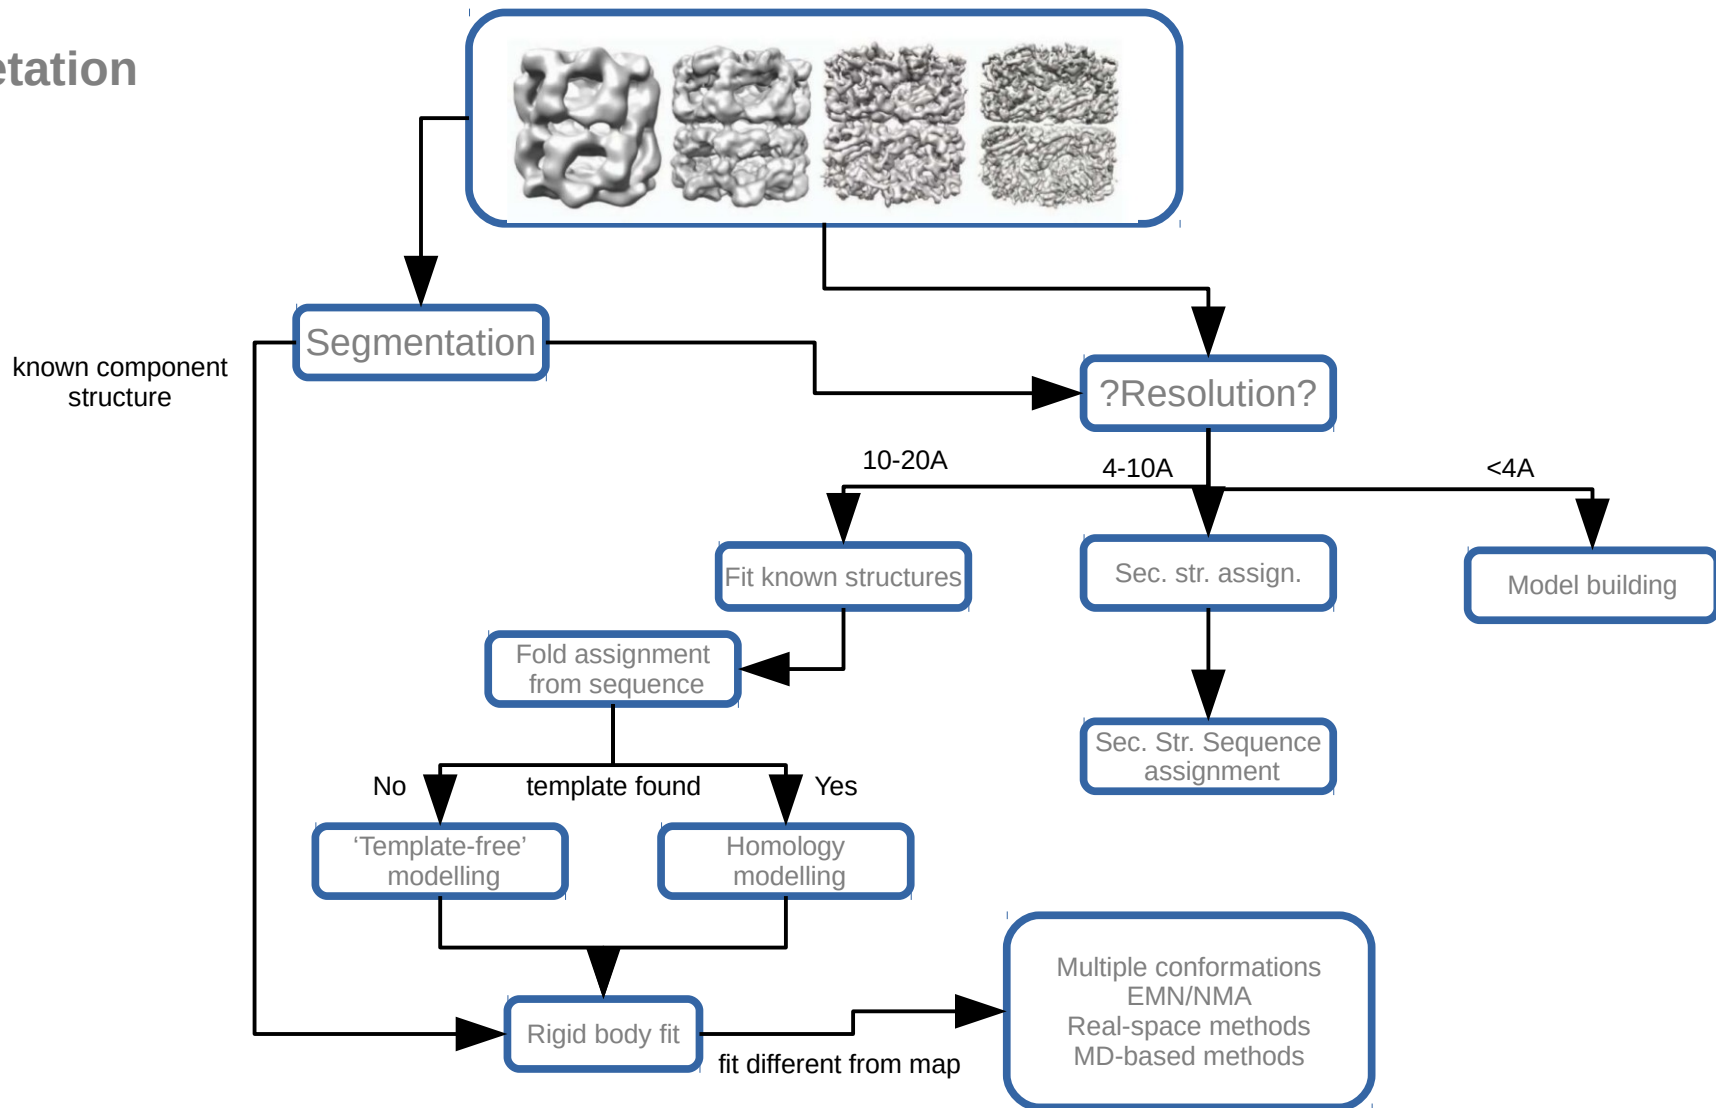 etation
Segmentation
known component
structure
?Resolution?
10-20A
4-10A
<4A
Fit known structures
Sec. str. assign.
Model building
Fold assignment
from sequence
Sec. Str. Sequence
assignment
No
template found
Yes
‘Template-free’
modelling
Homology
modelling
Multiple conformations
EMN/NMA
Real-space methods
MD-based methods
Rigid body fit
fit different from map